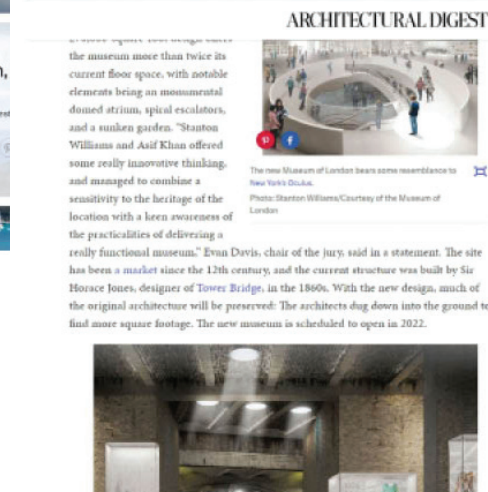 ARCHITECTURAL DIGEST
the museum more than twice its
current floor space, with notable
elements being an monumental
domed atrium, spiral escalators,
and a sunken garden. "Stanton
Williams and Asif Khan offered
some really innovative thinking,
and managed to combine a
sensitivity to the heritage of the
location with a keen awareness of
the practicalities of delivering a
The new Museum of London bears some resemblance to
New York's Oculus.
Photo: Stanton Williams/Courtesy of the Museum of
London
really functional museum," Evan Davis, chair of the jury, said in a statement. The site
has been a market since the 12th century, and the current structure was built by Sir
Horace Jones, designer of Tower Bridge, in the 1860s. With the new design, much of
the original architecture will be preserved: The architects dug down into the ground to
find more square footage. The new museum is scheduled to open in 2022.